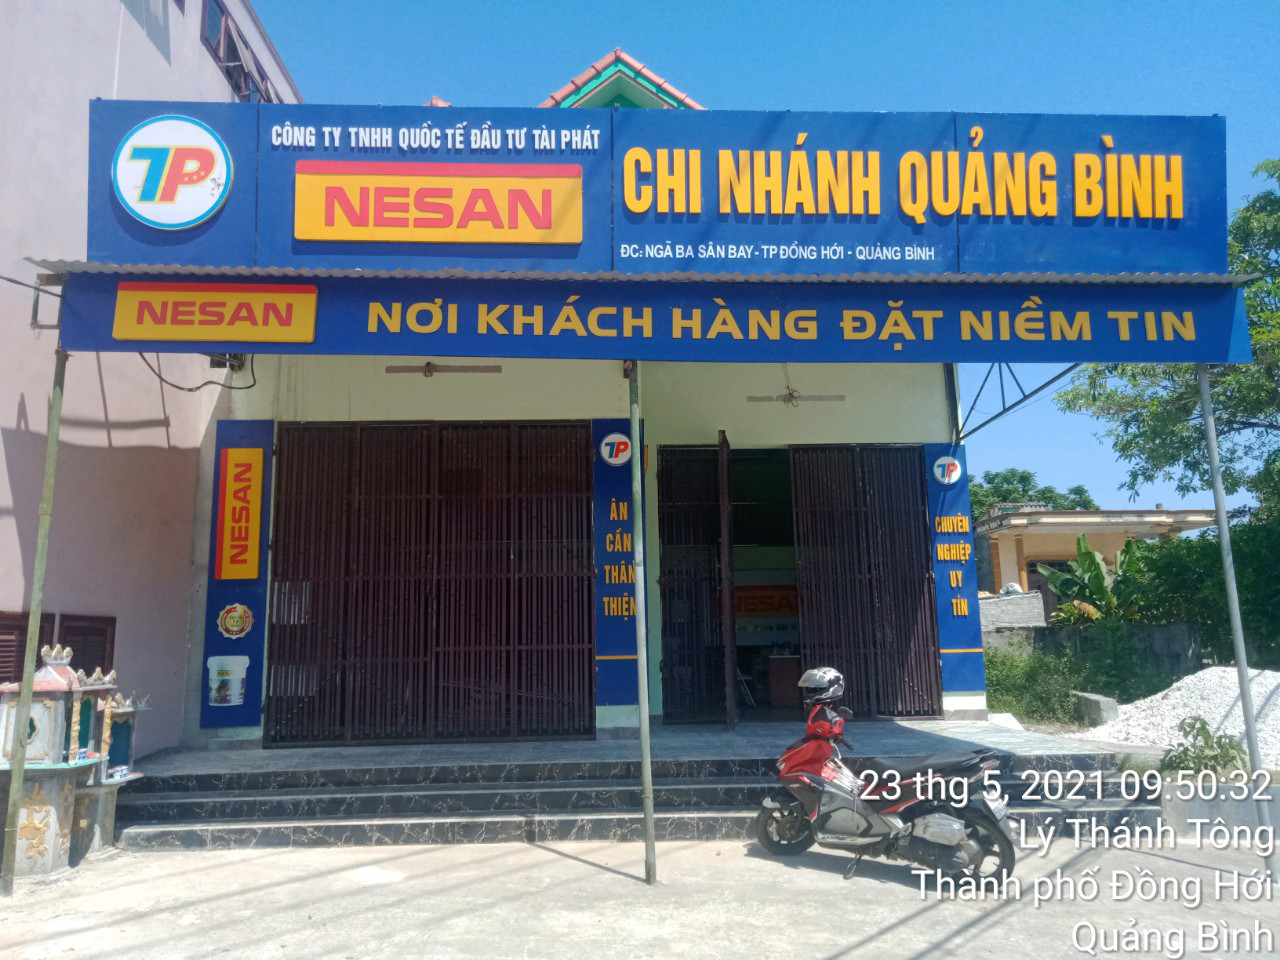 TP
CÔNG TY TNHH QUỐC TẾ ĐẦU TƯ TÀI PHÁT
NESAN
CHI NHÁNH QUẢNG BÌNH
ĐC: NGÃ BA SÂN BAY - TP ĐỒNG HỚI - QUẢNG BÌNH
NESAN
NƠI KHÁCH HÀNG ĐẶT NIỀM TIN
NESAN
TP
ÂN
CẦN
THÂN
THIỆN
NESAN
TP
CHUYÊN
NGHIỆP
UY
TÍN
23 thg 5, 2021 09:50:32
Lý Thánh Tông
Thành phố Đồng Hới
Quảng Bình